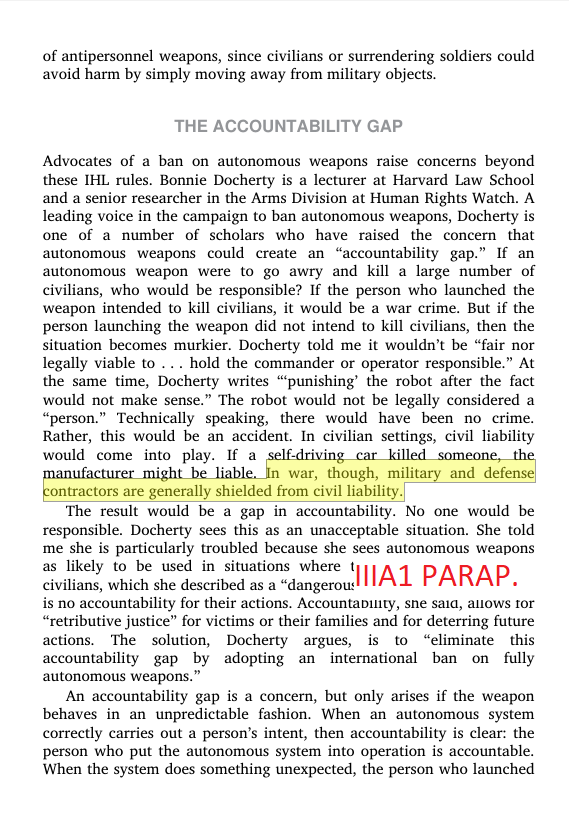 of antipersonnel weapons, since civilians or surrendering soldiers could
avoid harm by simply moving away from military objects.
THE ACCOUNTABILITY GAP
Advocates of a ban on autonomous weapons raise concerns beyond
these IHL rules. Bonnie Docherty is a lecturer at Harvard Law School
and a senior researcher in the Arms Division at Human Rights Watch. A
leading voice in the campaign to ban autonomous weapons, Docherty is
one of a number of scholars who have raised the concern that
autonomous weapons could create an “accountability gap.” If an
autonomous weapon were to go awry and kill a large number of
civilians, who would be responsible? If the person who launched the
weapon intended to kill civilians, it would be a war crime. But if the
person launching the weapon did not intend to kill civilians, then the
situation becomes murkier. Docherty told me it wouldn’t be “fair nor
legally viable to . . . hold the commander or operator responsible.” At
the same time, Docherty writes “‘punishing’ the robot after the fact
would not make sense.” The robot would not be legally considered a
“person.” Technically speaking, there would have been no crime.
Rather, this would be an accident. In civilian settings, civil liability
would come into play. If a self-driving car killed someone, the
manufacturer might be liable. In war, though, military and defense
contractors are generally shielded from civil liability.
The result would be a gap in accountability. No one would be
responsible. Docherty sees this as an unacceptable situation. She told
me she is particularly troubled because she sees autonomous weapons
as likely to be used in situations where
civilians, which she described as a “dangerous
IIIA1 PARAP.
is no accountability for their actions. Accountability, she said, allows for
“retributive justice” for victims or their families and for deterring future
actions. The solution, Docherty argues, is to “eliminate this
accountability gap by adopting an international ban on fully
autonomous weapons.”
An accountability gap is a concern, but only arises if the weapon
behaves in an unpredictable fashion. When an autonomous system
correctly carries out a person’s intent, then accountability is clear: the
person who put the autonomous system into operation is accountable.
When the system does something unexpected, the person who launched